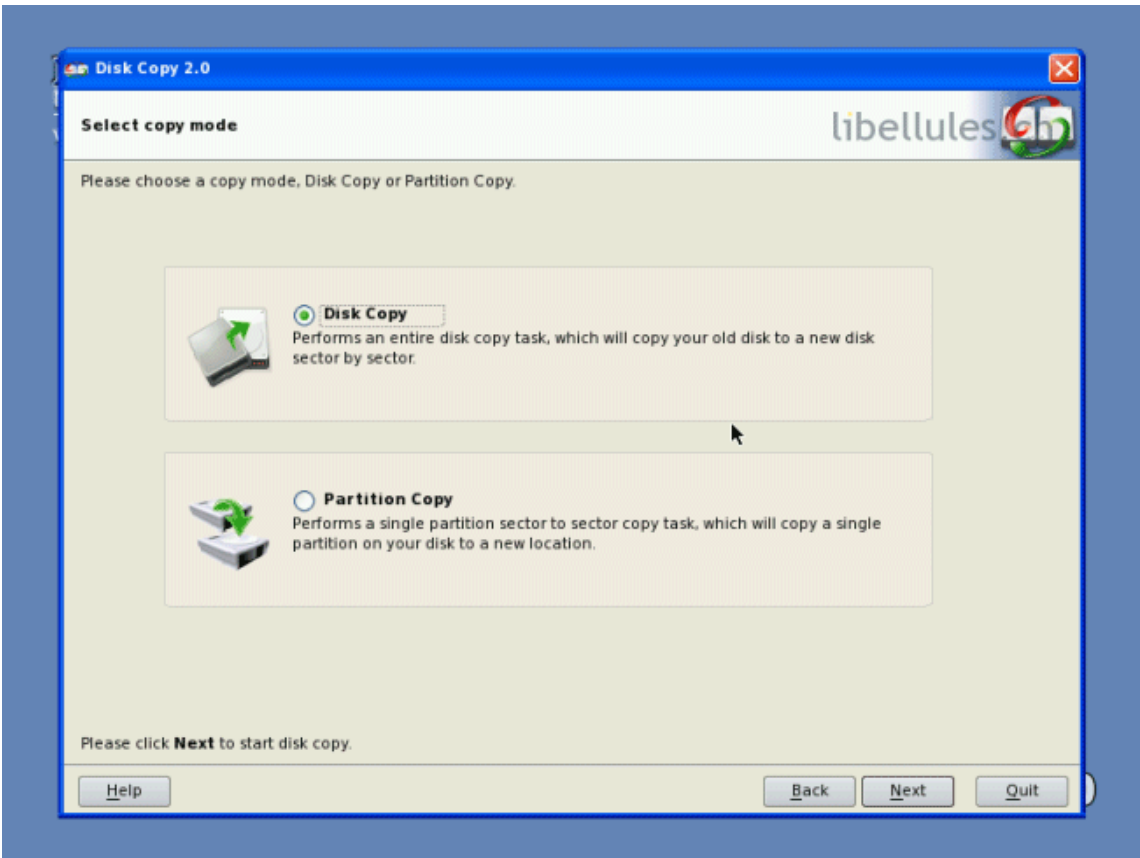 Disk Copy 2.0
Select copy mode
libellules.ch
Please choose a copy mode, Disk Copy or Partition Copy.
Disk Copy
Performs an entire disk copy task, which will copy your old disk to a new disk
sector by sector.
Partition Copy
Performs a single partition sector to sector copy task, which will copy a single
partition on your disk to a new location.
Please click Next to start disk copy.
Help
Back
Next
Quit